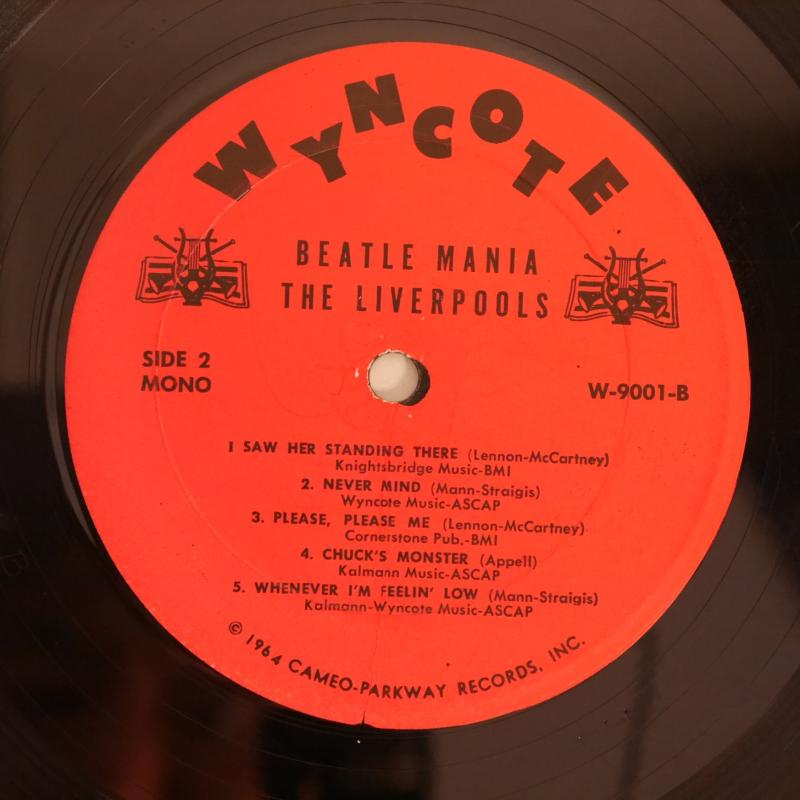 WYNCOTE
BEATLE MANIA
THE LIVERPOOLS
SIDE 2
MONO
W-9001-B
1 SAW HER STANDING THERE (Lennon-McCartney)
Knightsbridge Music-BMI
2. NEVER MIND (Mann-Straigis)
Wyncote Music-ASCAP
3. PLEASE, PLEASE ME (Lennon-McCartney)
Cornerstone Pub.-BMI
4. CHUCK'S MONSTER (Appell)
Kalmann Music-ASCAP
5. WHENEVER I'M FEELIN' LOW (Mann-Straigis)
Kalmann-Wyncote Music-ASCAP
© 1964 CAMEO-PARKWAY RECORDS, INC.